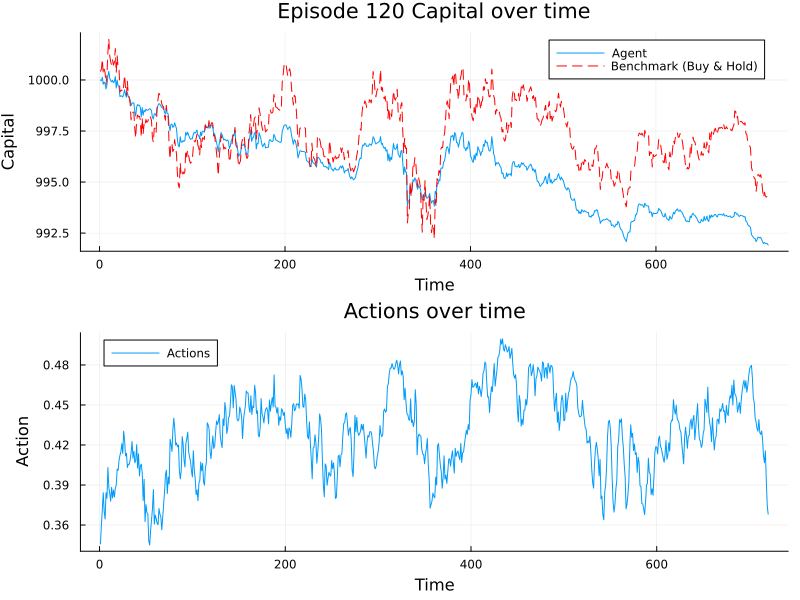 Episode 120 Capital over time
Agent
Benchmark (Buy & Hold)
1000.0
997.5
995.0
992.5
Capital
0
200
400
600
Time
Actions over time
Actions
0.48
0.45
0.42
0.39
0.36
Action
0
200
400
600
Time